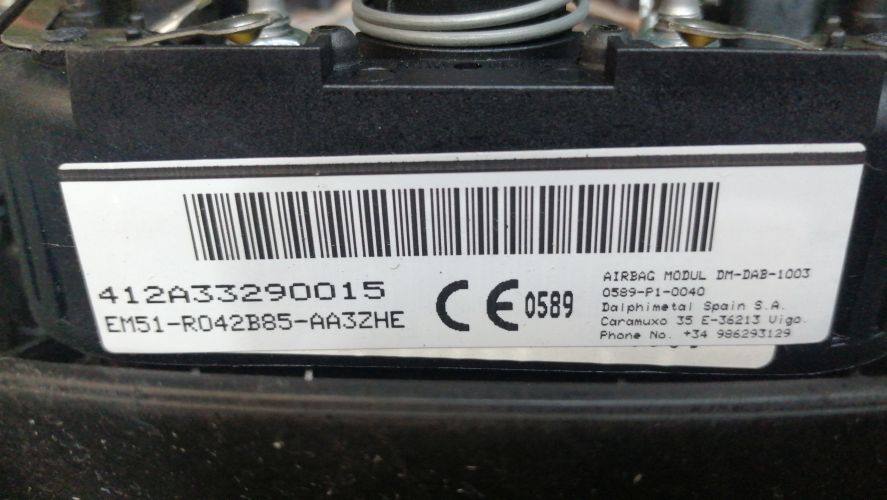 412A33290015
EM51-R042B85-AA3ZHE
CE 0589
AIRBAG MODUL DM-DAB-1003
0589-P1-0040
Dalphimetal Spain S.A.
Caramuxo 35 E-36213 Vigo.
Phone No. +34 986293129